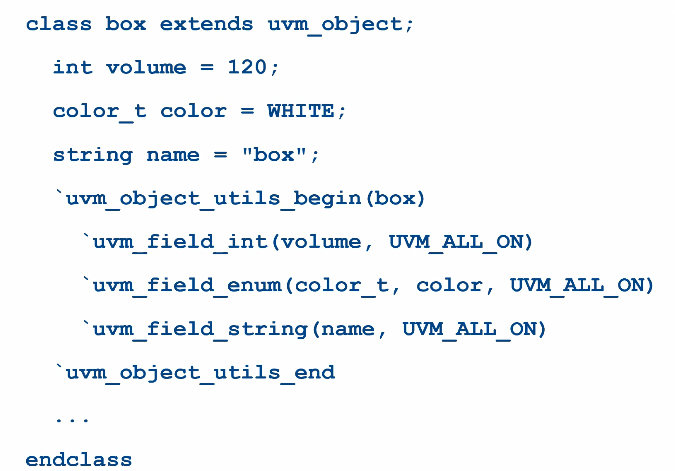 class box extends uvm_object;
int volume = 120;
color_t color = WHITE;
string name = "box";
`uvm_object_utils_begin(box)
`uvm_field_int(volume, UVM_ALL_ON)
`uvm_field_enum(color_t, color, UVM_ALL_ON)
`uvm_field_string(name, UVM_ALL_ON)
`uvm_object_utils_end
...
endclass